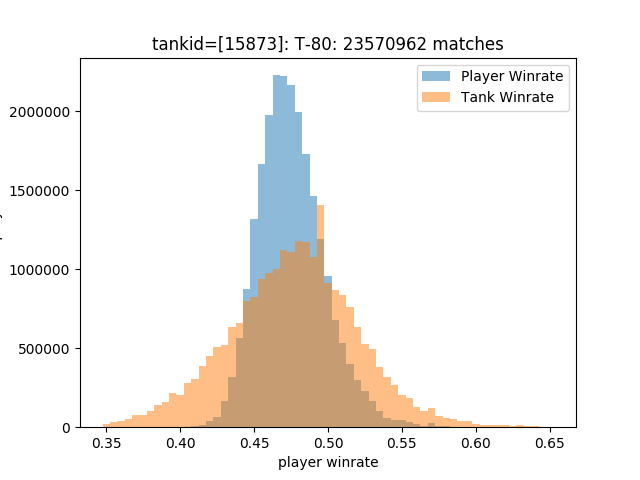 tankid=[15873]: T-80: 23570962 matches
Player Winrate
Tank Winrate
2000000
1500000
1000000
500000
0
0.35 0.40 0.45 0.50 0.55 0.60 0.65
player winrate